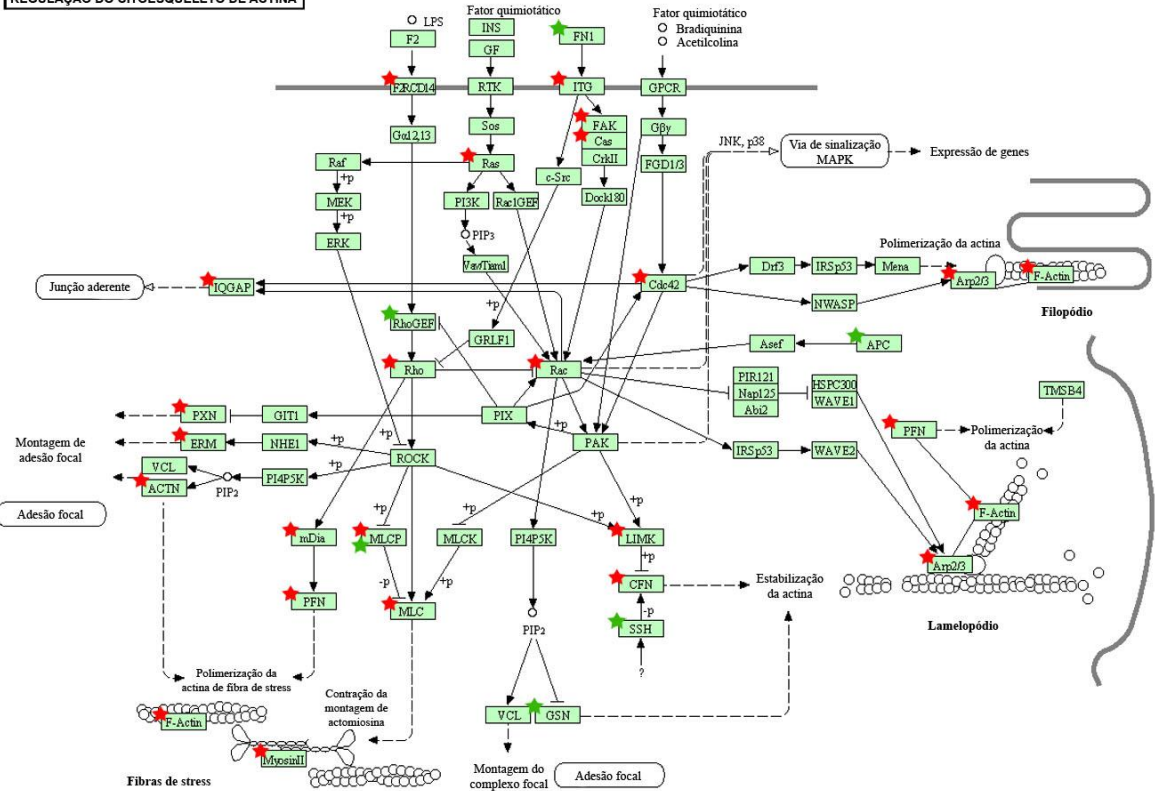 REGULAÇÃO DO CITOESQUELETO DE ACTINA
LPS
Fator quimiotático
Fator quimiotático
Bradiquinina
Acetilcolina
F2
INS
GF
FN1
F2R
CD14
RTK
ITG
GPCR
Gα12,13
Sos
FAK
Cas
CrkII
Gβγ
JNK, p38
Via de sinalização
MAPK
Expressão de genes
Raf
Ras
c-Src
FGD1/3
+p
MEK
PI3K
Rac1GEF
Dock180
+p
ERK
PIP3
Vav/Tiam1
Polimerização da actina
Drf3
IRSp53
Mena
Arp2/3
F-Actin
Junção aderente
IQGAP
Cdc42
NWASP
Filopódio
+p
RhoGEF
GRLF1
Asef
APC
Rho
Rac
PIR121
Nap125
Abi2
HSPC300
WAVE1
TMSB4
PXN
GIT1
PIX
PFN
Polimerização
da actina
Montagem de
adesão focal
ERM
NHE1
+p
+p
+p
PAK
IRSp53
WAVE2
ROCK
VCL
ACTN
PIP2
PI4P5K
+p
Adesão focal
+p
+p
+p
+p
F-Actin
mDia
MLCP
MLCK
PI4P5K
LIMK
+p
Arp2/3
-p
+p
CFN
Estabilização
da actina
PFN
MLC
-p
PIP2
SSH
?
Lamelopódio
Polimerização da
actina de fibra de stress
Contração da
montagem de
actomiosina
F-Actin
VCL
GSN
MyosinII
Fibras de stress
Montagem do
complexo focal
Adesão focal